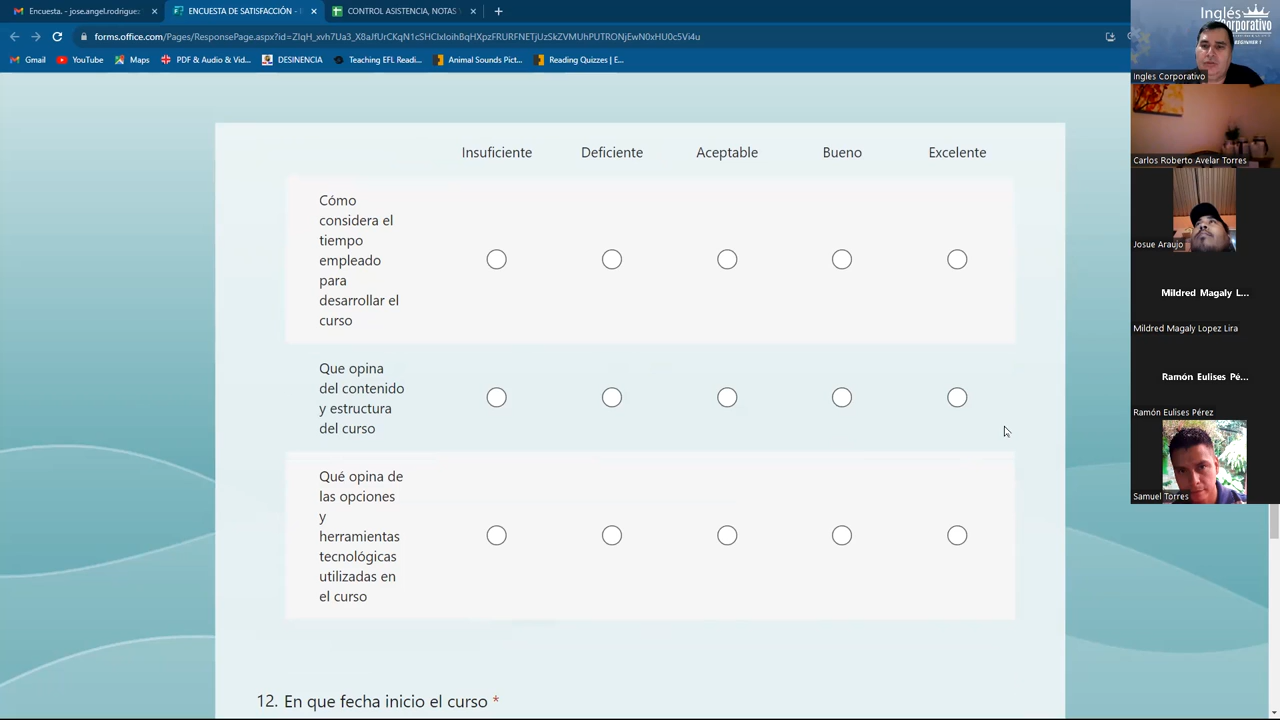 Encuesta. - jose.angel.rodriguez
ENCUESTA DE SATISFACCIÓN -
CONTROL ASISTENCIA, NOTAS
forms.office.com/Pages/ResponsePage.aspx?id=
Gmail
YouTube
Maps
PDF & Audio & Vid...
DESINENCIA
Teaching EFL Readi...
Animal Sounds Pict...
Reading Quizzes | E...
Insuficiente
Deficiente
Aceptable
Bueno
Excelente
Cómo
considera el
tiempo
empleado
para
desarrollar el
curso
Que opina
del contenido
y estructura
del curso
Qué opina de
las opciones
y
herramientas
tecnológicas
utilizadas en
el curso
12. En que fecha inicio el curso *
Inglés
Corporativo
BEGINNER 1
Ingles Corporativo
Carlos Roberto Avelar Torres
Josue Araujo
Mildred Magaly L...
Mildred Magaly Lopez Lira
Ramón Eulises Pé...
Ramón Eulises Pérez
Samuel Torres